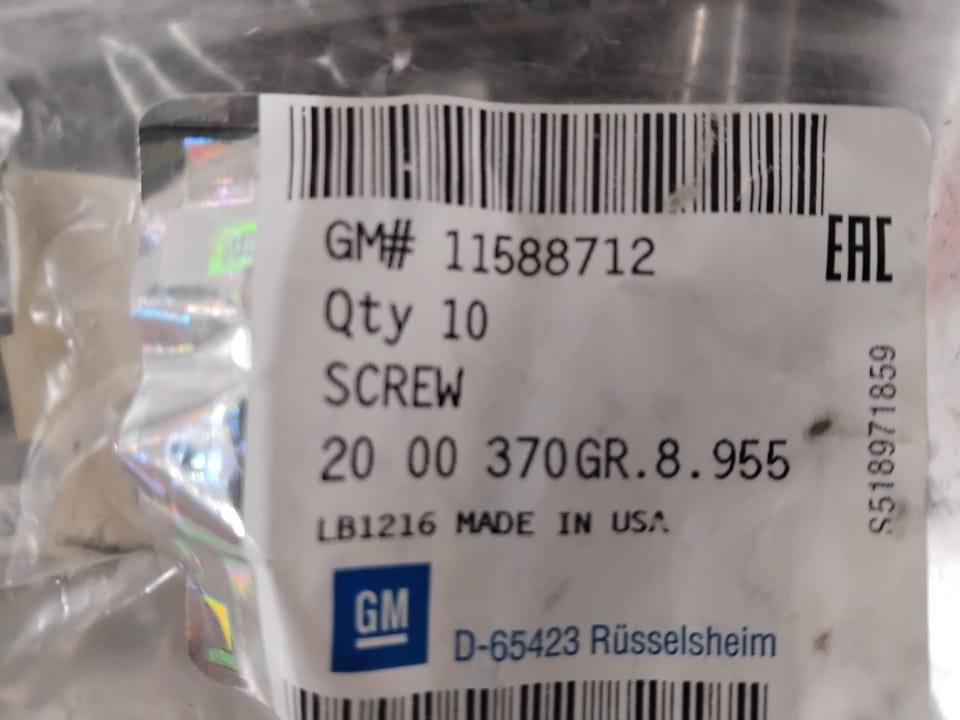 GM# 11588712
EAC
Qty 10
SCREW
20 00 370GR.8.955
LB1216 MADE IN USA
S518971859
GM
D-65423 Rüsselsheim